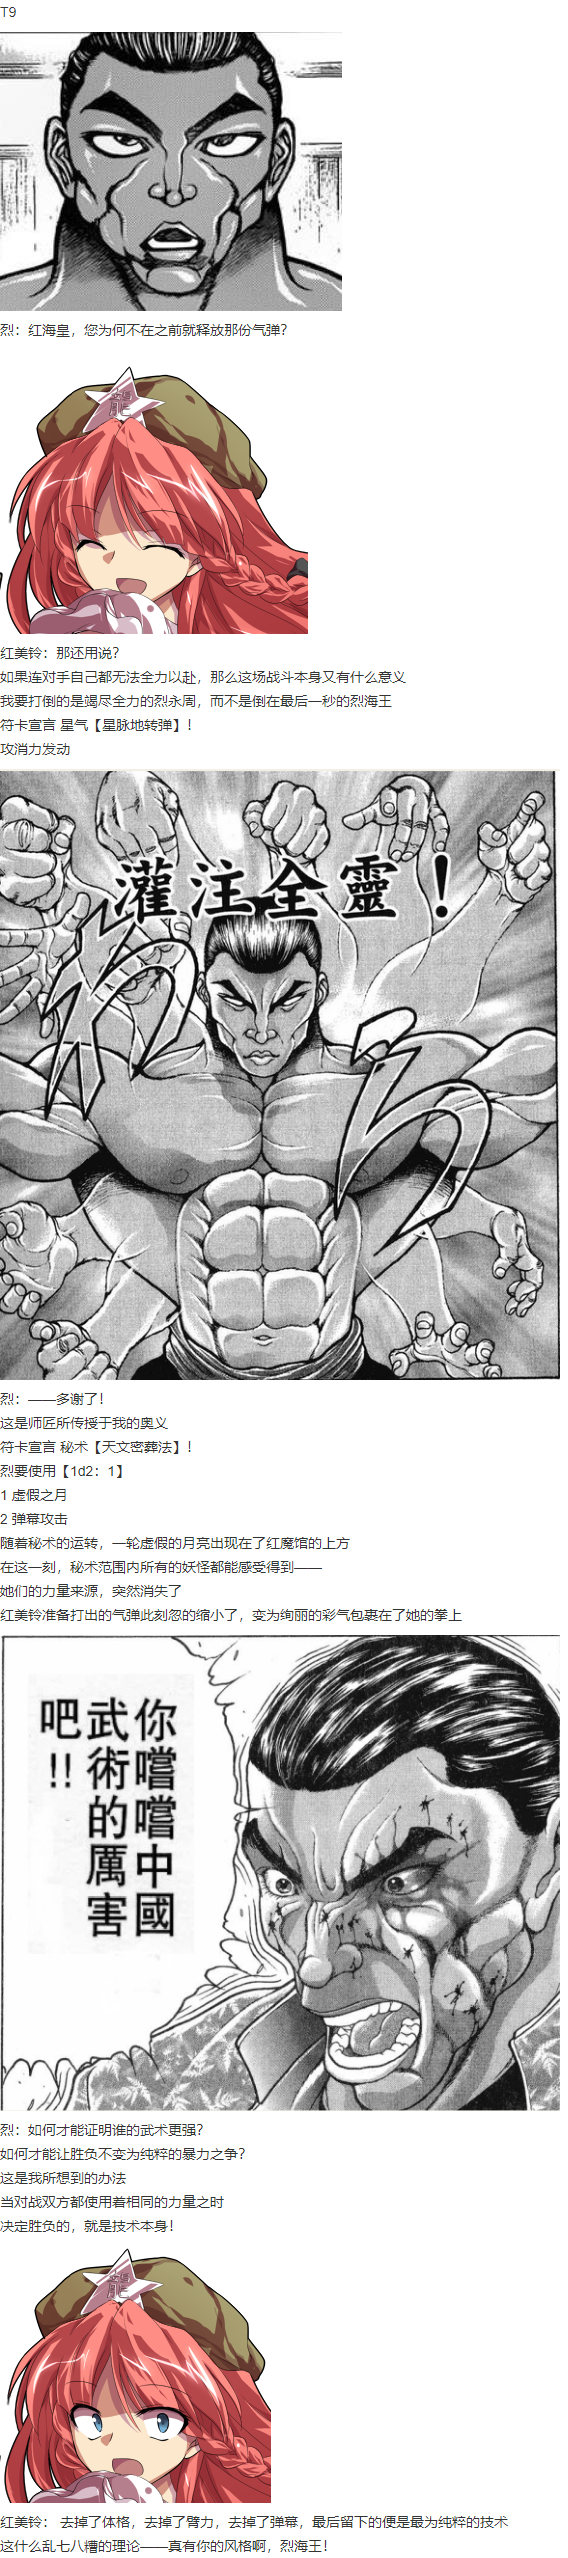 T9
烈：红海皇，您为何不在之前就释放那份气弹？
龍
红美铃：那还用说？
如果连对手自己都无法全力以赴，那么这场战斗本身又有什么意义
我要打倒的是竭尽全力的烈永周，而不是倒在最后一秒的烈海王
符卡宣言 星气【星脉地转弹】！
攻消力发动
灌注全靈！
烈：——多谢了！
这是师匠所传授于我的奥义
符卡宣言 秘术【天文密葬法】！
烈要使用【1d2：1】
1 虚假之月
2 弹幕攻击
随着秘术的运转，一轮虚假的月亮出现在了红魔馆的上方
在这一刻，秘术范围内所有的妖怪都能感受得到——
她们的力量来源，突然消失了
红美铃准备打出的气弹此刻忽的缩小了，变为绚丽的彩气包裹在了她的拳上
你嚐嚐中國
武術的厲害
吧!!
烈：如何才能证明谁的武术更强？
如何才能让胜负不变为纯粹的暴力之争？
这是我所想到的办法
当对战双方都使用着相同的力量之时
决定胜负的，就是技术本身！
龍
红美铃： 去掉了体格，去掉了臂力，去掉了弹幕，最后留下的便是最为纯粹的技术
这什么乱七八糟的理论——真有你的风格啊，烈海王！